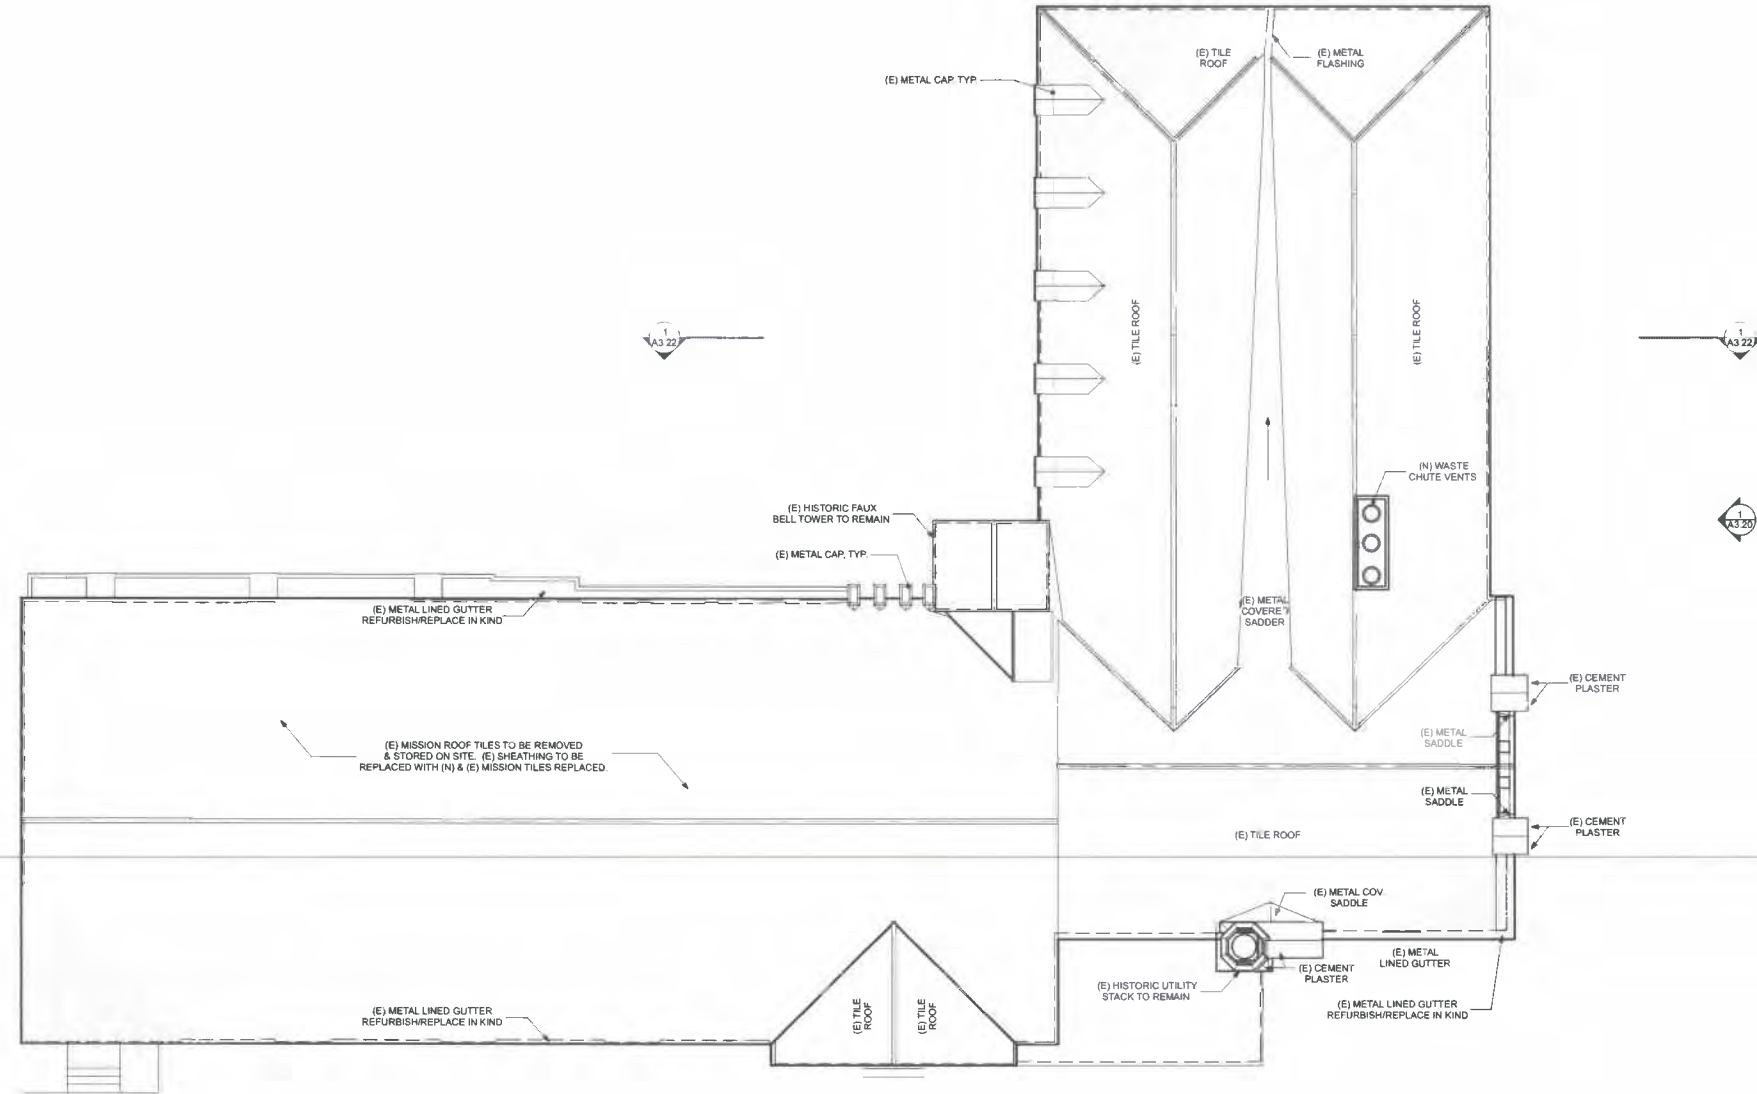 (E) TILE
ROOF
(E) METAL
FLASHING
(E) METAL CAP, TYP.
(E) TILE ROOF
(E) TILE ROOF
1
A3.22
1
A3.22
(N) WASTE
CHUTE VENTS
(E) HISTORIC FAUX
BELL TOWER TO REMAIN
1
A3.20
(E) METAL CAP, TYP.
(E) METAL LINED GUTTER
REFURBISH/REPLACE IN KIND
(E) METAL
COVERE
SADDER
(E) CEMENT
PLASTER
(E) METAL
SADDLE
(E) MISSION ROOF TILES TO BE REMOVED
& STORED ON SITE. (E) SHEATHING TO BE
REPLACED WITH (N) & (E) MISSION TILES REPLACED.
(E) METAL
SADDLE
(E) CEMENT
PLASTER
(E) TILE ROOF
(E) METAL COV.
SADDLE
(E) METAL
LINED GUTTER
(E) CEMENT
PLASTER
(E) HISTORIC UTILITY
STACK TO REMAIN
(E) METAL LINED GUTTER
REFURBISH/REPLACE IN KIND
(E) TILE
ROOF
(E) TILE
ROOF
(E) METAL LINED GUTTER
REFURBISH/REPLACE IN KIND